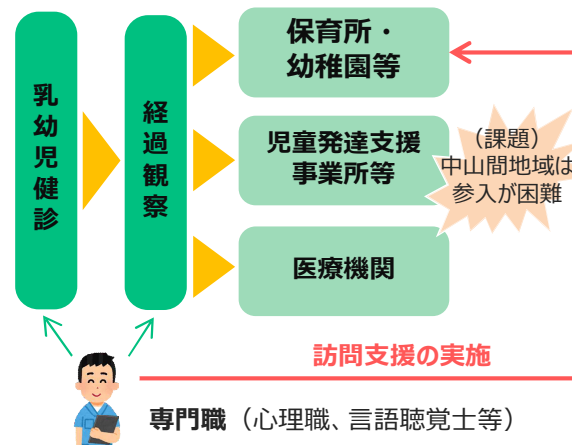 乳幼児健診
経過観察
保育所・
幼稚園等
児童発達支援
事業所等
(課題)
中山間地域は
参入が困難
医療機関
訪問支援の実施
専門職（心理職、言語聴覚士等）